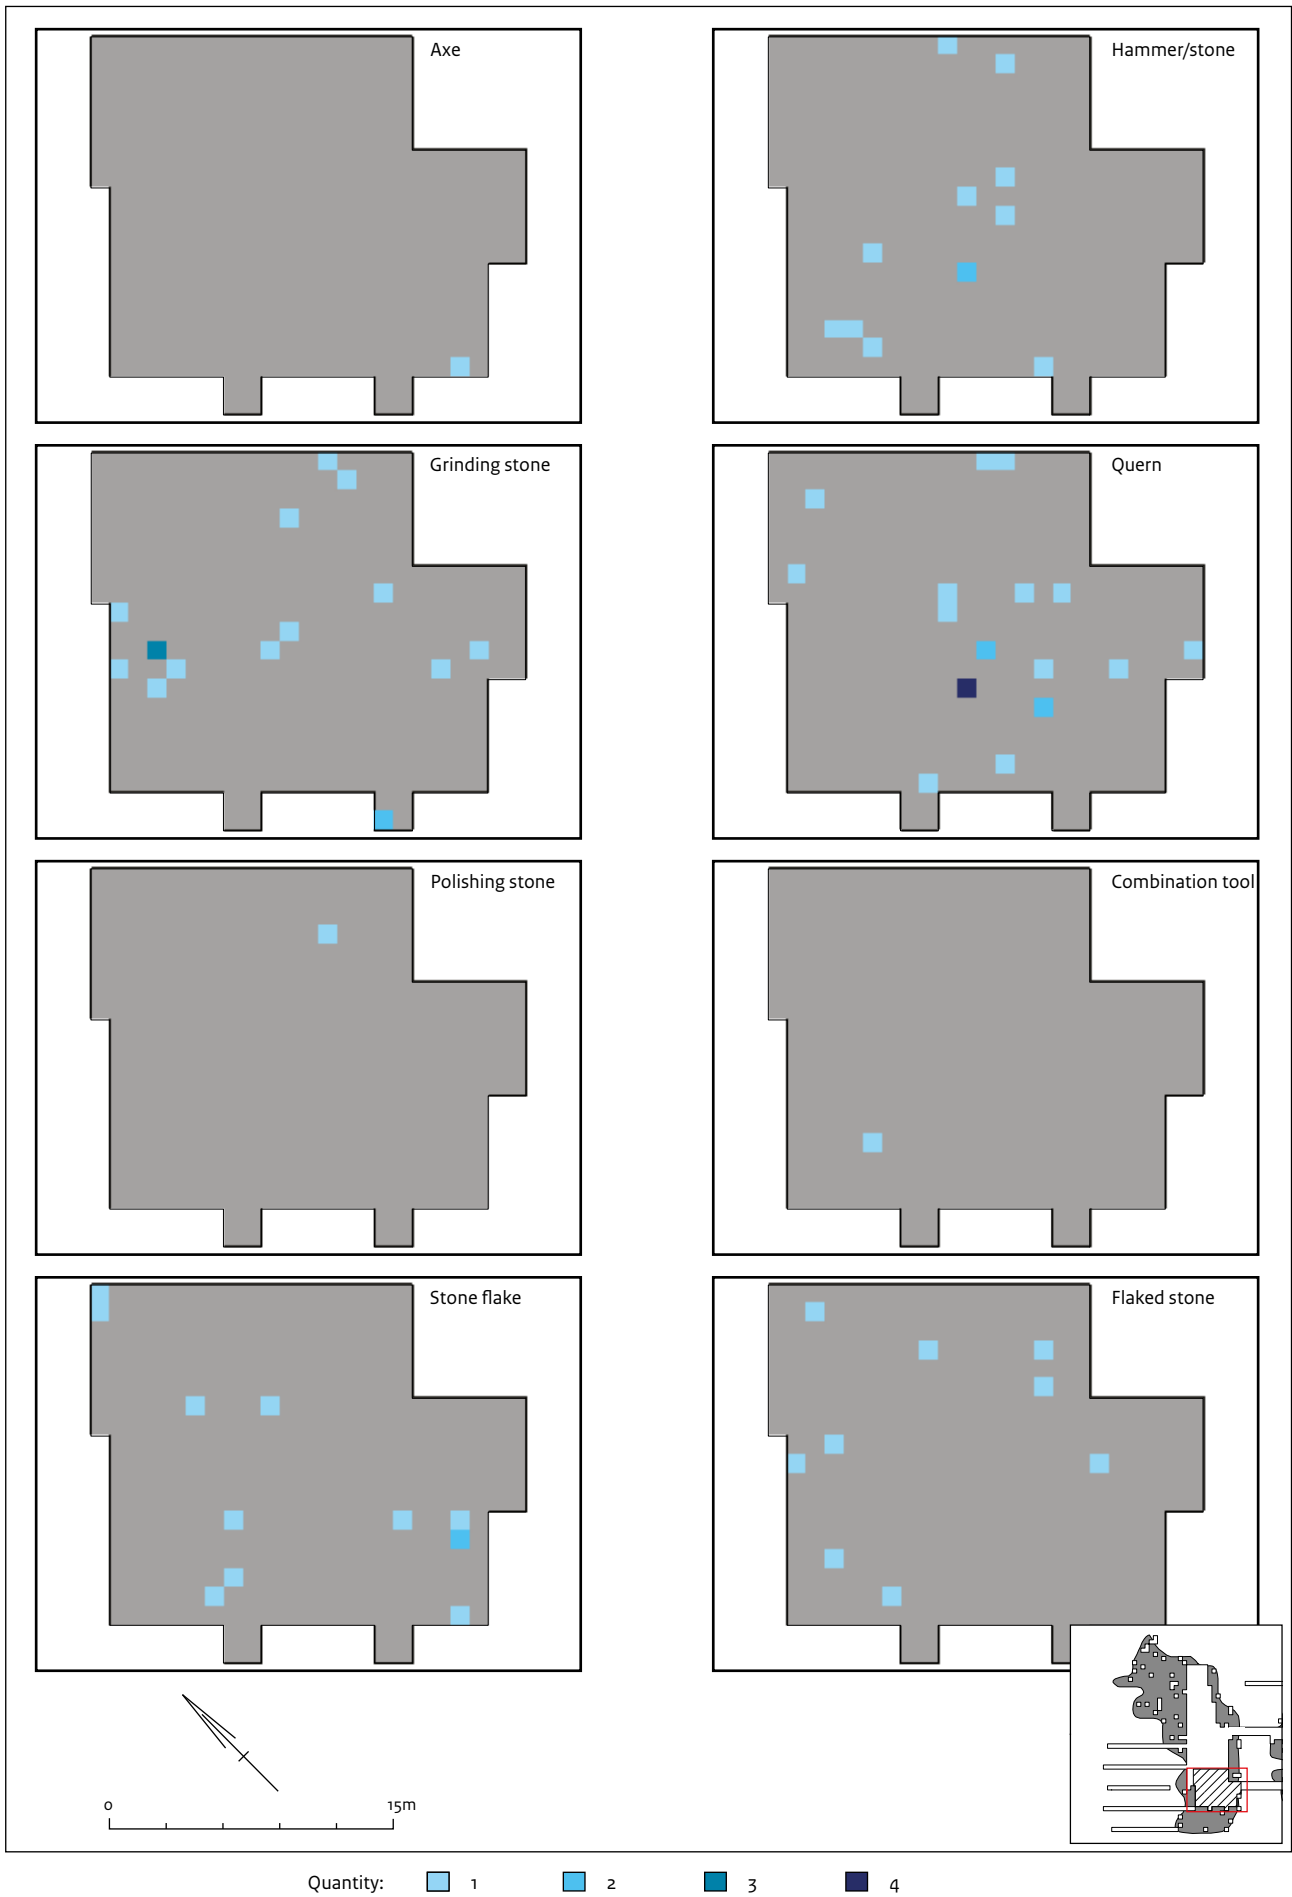 Axe
Hammer/stone
Grinding stone
Quern
Polishing stone
Combination tool
Stone flake
Flaked stone
0 15m
Quantity: 1 2 3 4